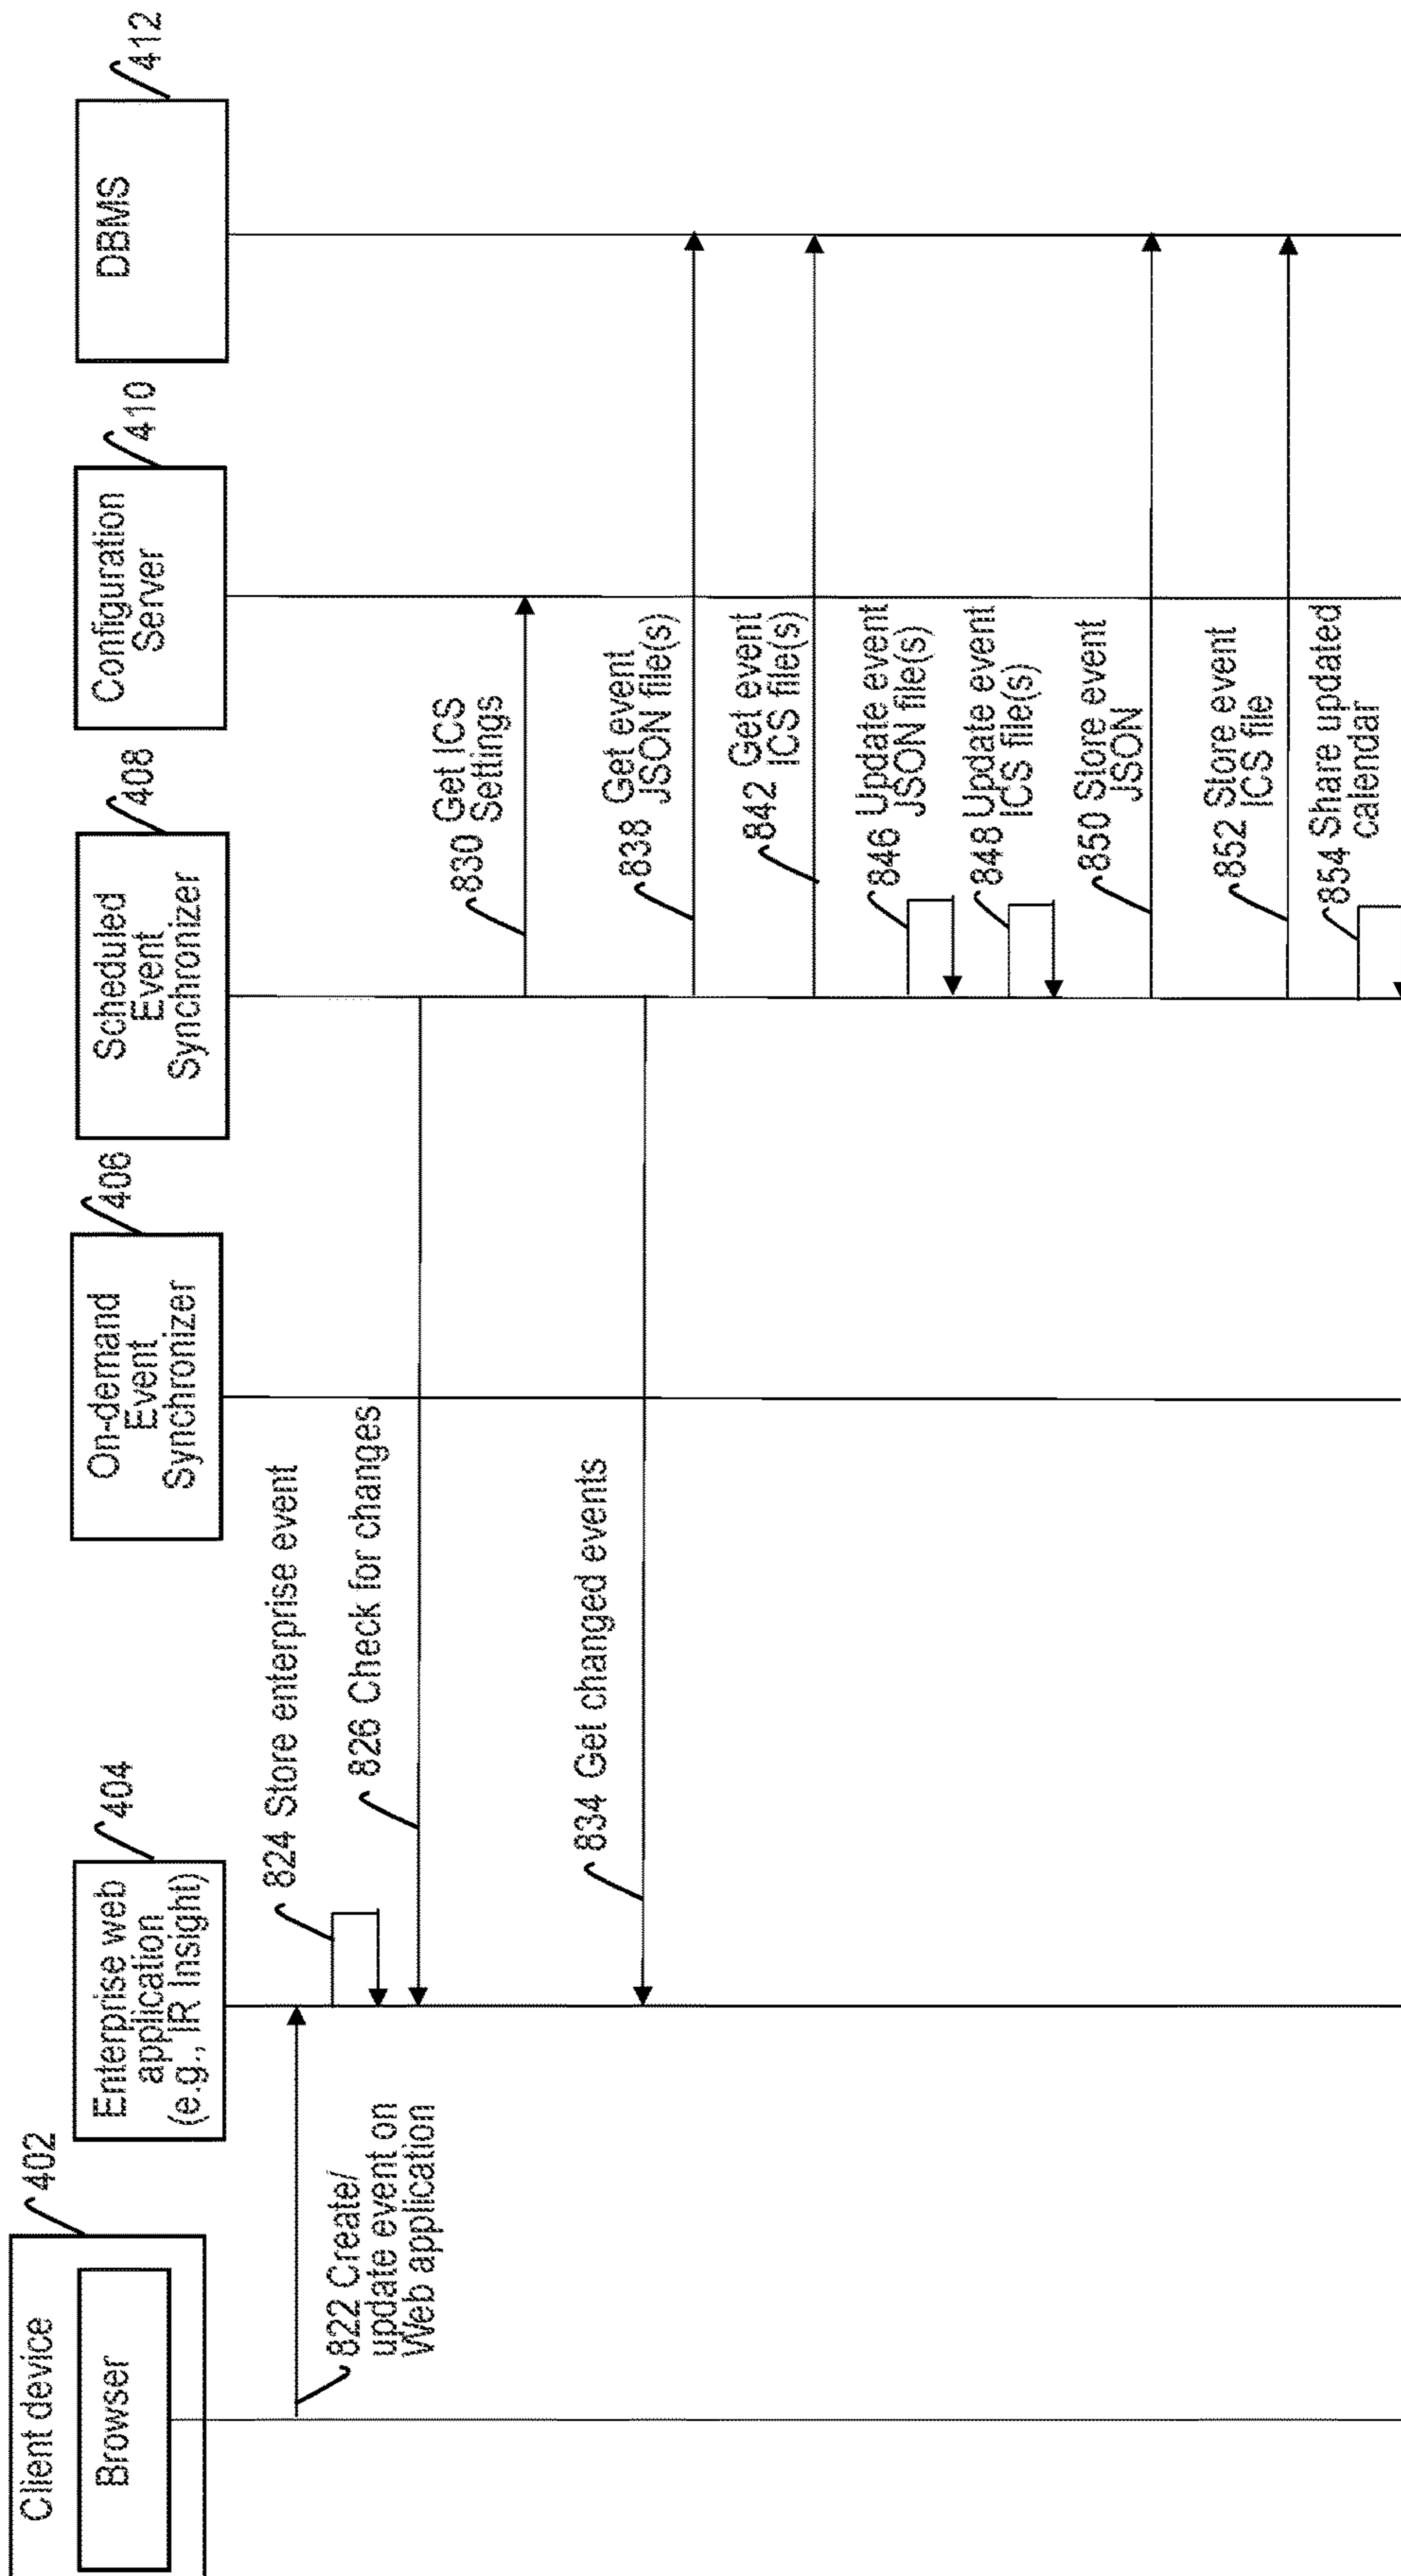 Client device
402
Browser
Enterprise web
application
(e.g., IR Insight)
404
On-demand
Event
Synchronizer
406
Scheduled
Event
Synchronizer
408
Configuration
Server
410
DBMS
412
822 Create/
update event on
Web application
824 Store enterprise event
826 Check for changes
830 Get ICS
Settings
834 Get changed events
838 Get event
JSON file(s)
842 Get event
ICS file(s)
846 Update event
JSON file(s)
848 Update event
ICS file(s)
850 Store event
JSON
852 Store event
ICS file
854 Share updated
calendar